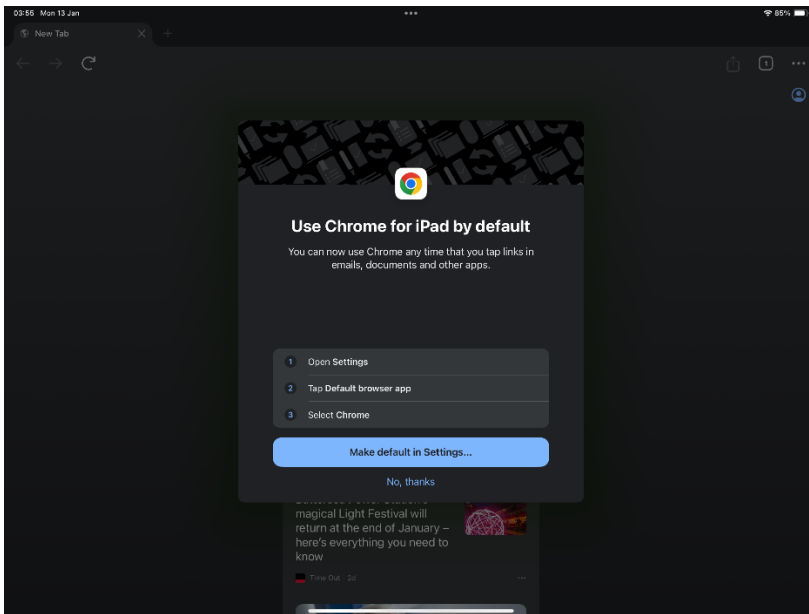 03:55 Mon 13 Jan
85%
New Tab
1
Use Chrome for iPad by default
You can now use Chrome any time that you tap links in
emails, documents and other apps.
1 Open Settings
2 Tap Default browser app
3 Select Chrome
Make default in Settings...
No, thanks
magical Light Festival will
return at the end of January –
here's everything you need to
know
Time Out · 2d